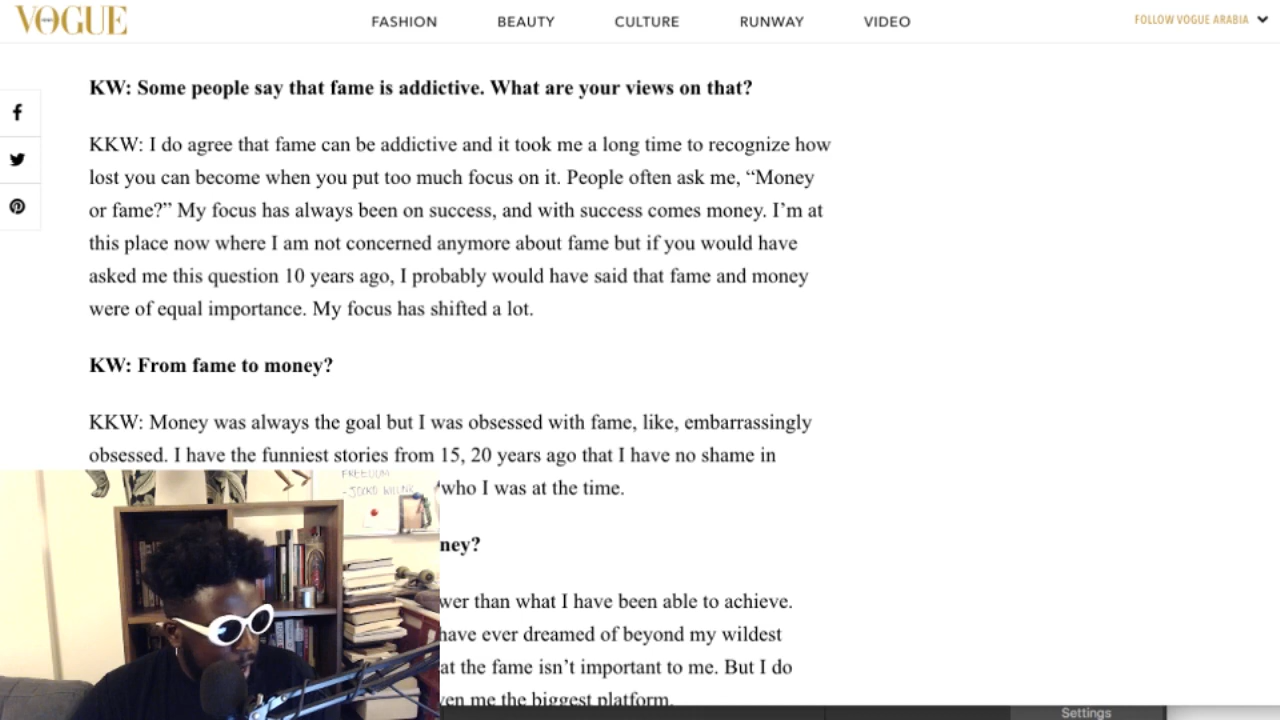 VOGUE
FASHION BEAUTY CULTURE RUNWAY VIDEO
FOLLOW VOGUE ARABIA
KW: Some people say that fame is addictive. What are your views on that?
KKW: I do agree that fame can be addictive and it took me a long time to recognize how
lost you can become when you put too much focus on it. People often ask me, “Money
or fame?” My focus has always been on success, and with success comes money. I’m at
this place now where I am not concerned anymore about fame but if you would have
asked me this question 10 years ago, I probably would have said that fame and money
were of equal importance. My focus has shifted a lot.
KW: From fame to money?
KKW: Money was always the goal but I was obsessed with fame, like, embarrassingly
obsessed. I have the funniest stories from 15, 20 years ago that I have no shame in
who I was at the time.
ney?
wer than what I have been able to achieve.
have ever dreamed of beyond my wildest
at the fame isn’t important to me. But I do
ven me the biggest platform.
FREEDOM
-JOCKO
Settings